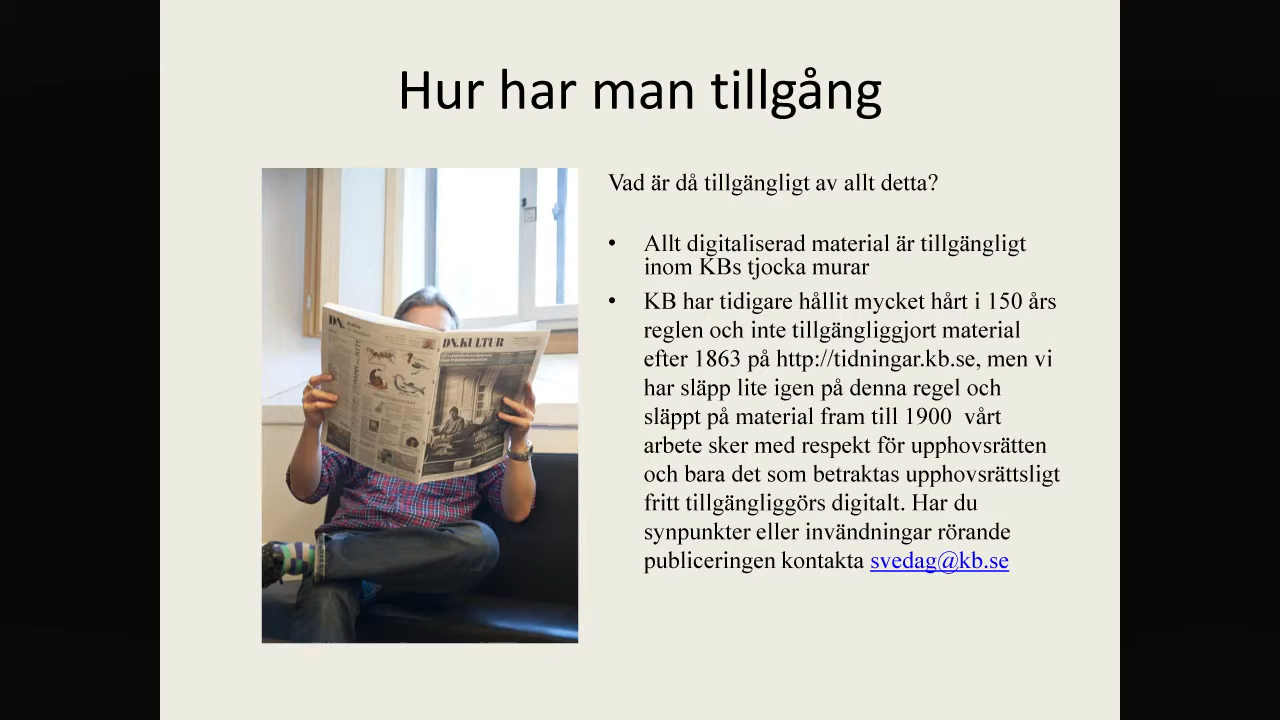 Hur har man tillgång
Vad är då tillgängligt av allt detta?
• Allt digitaliserad material är tillgängligt
inom KBs tjocka murar
• KB har tidigare hållit mycket hårt i 150 års
reglen och inte tillgängliggjort material
efter 1863 på http://tidningar.kb.se, men vi
har släpp lite igen på denna regel och
släppt på material fram till 1900  vårt
arbete sker med respekt för upphovsrätten
och bara det som betraktas upphovsrättsligt
fritt tillgängliggörs digitalt. Har du
synpunkter eller invändningar rörande
publiceringen kontakta svedag@kb.se
DN.
DN.KULTUR